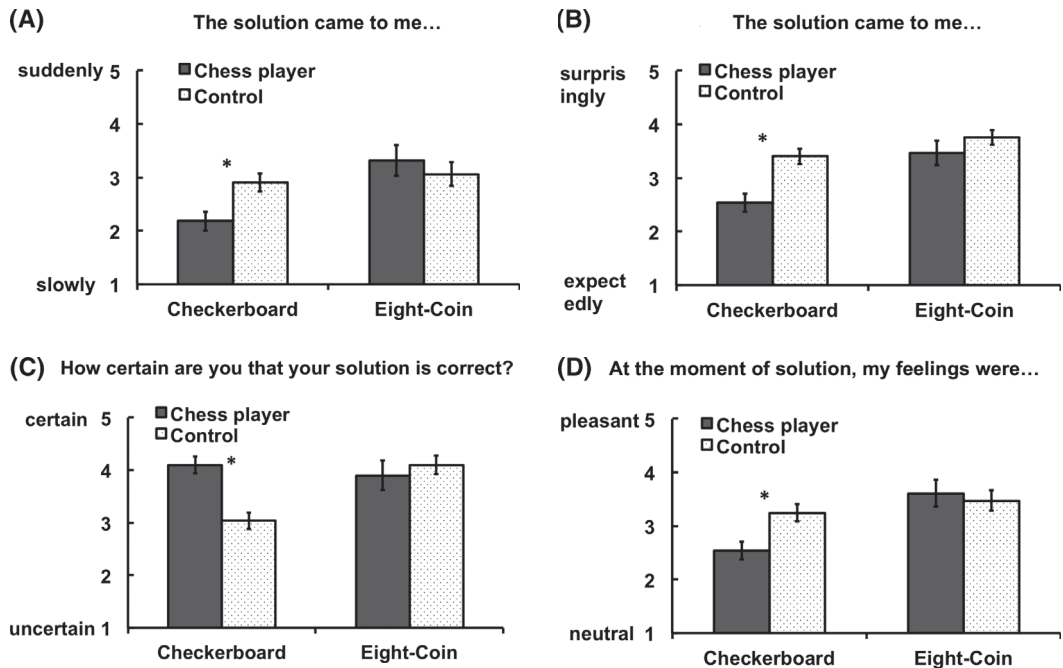 (A) The solution came to me…
suddenly 5
Chess player
Control
4
*
3
2
slowly 1
Checkerboard Eight-Coin
(B) The solution came to me…
surpris
ingly
5
Chess player
Control
4
*
3
2
expect
edly
1
Checkerboard Eight-Coin
(C) How certain are you that your solution is correct?
certain 5
Chess player
Control
4
*
3
2
uncertain 1
Checkerboard Eight-Coin
(D) At the moment of solution, my feelings were…
pleasant 5
Chess player
Control
4
*
3
2
neutral 1
Checkerboard Eight-Coin